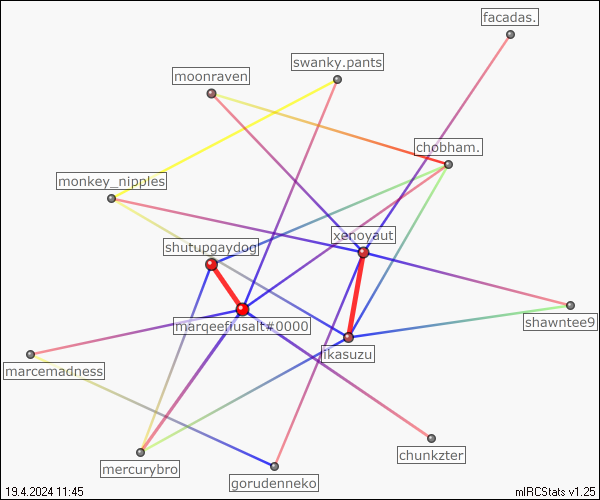 facadas.
swanky.pants
moonraven
chobham.
monkey_nipples
xenoyaut
shutupgaydog
marqeefiusalt#0000
shawntee9
ikasuzu
marcemadness
chunkzter
mercurybro
gorudenneko
19.4.2024 11:45
mIRCStats v1.25